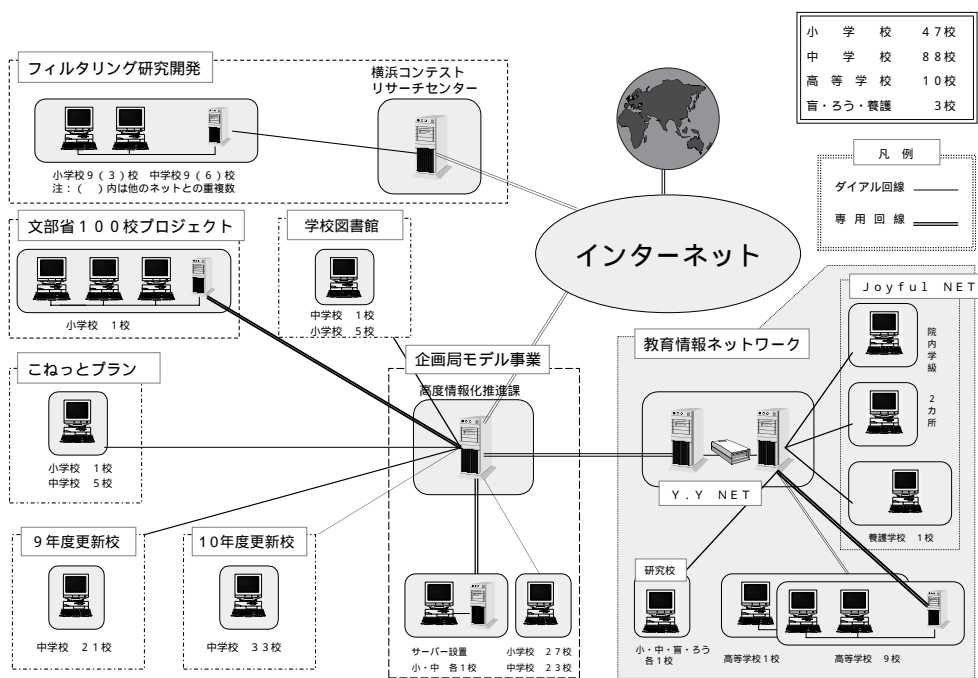 小 学 校 ４７校
中 学 校 ８８校
高 等 学 校 １０校
盲・ろう・養護 ３校
凡 例
ダイアル回線
専 用 回 線
フィルタリング研究開発
小学校９(３)校 中学校９(６)校
注：( )内は他のネットとの重複数
横浜コンテスト
リサーチセンター
インターネット
文部省１００校プロジェクト
小学校 １校
学校図書館
中学校 １校
小学校 ５校
こねっとプラン
小学校 １校
中学校 ５校
企画局モデル事業
高度情報化推進課
９年度更新校
中学校 ２１校
10年度更新校
中学校 ３３校
サーバー設置
小・中 各1校
小学校 ２７校
中学校 ２３校
教育情報ネットワーク
Ｊｏｙｆｕｌ ＮＥＴ
院内学級
２カ所
養護学校 １校
Ｙ.Ｙ ＮＥＴ
研究校
小・中・盲・ろう
各１校
高等学校１校
高等学校 ９校